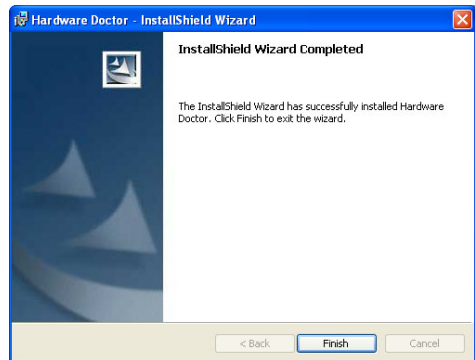 Hardware Doctor - InstallShield Wizard
InstallShield Wizard Completed
The InstallShield Wizard has successfully installed Hardware
Doctor. Click Finish to exit the wizard.
< Back Finish Cancel